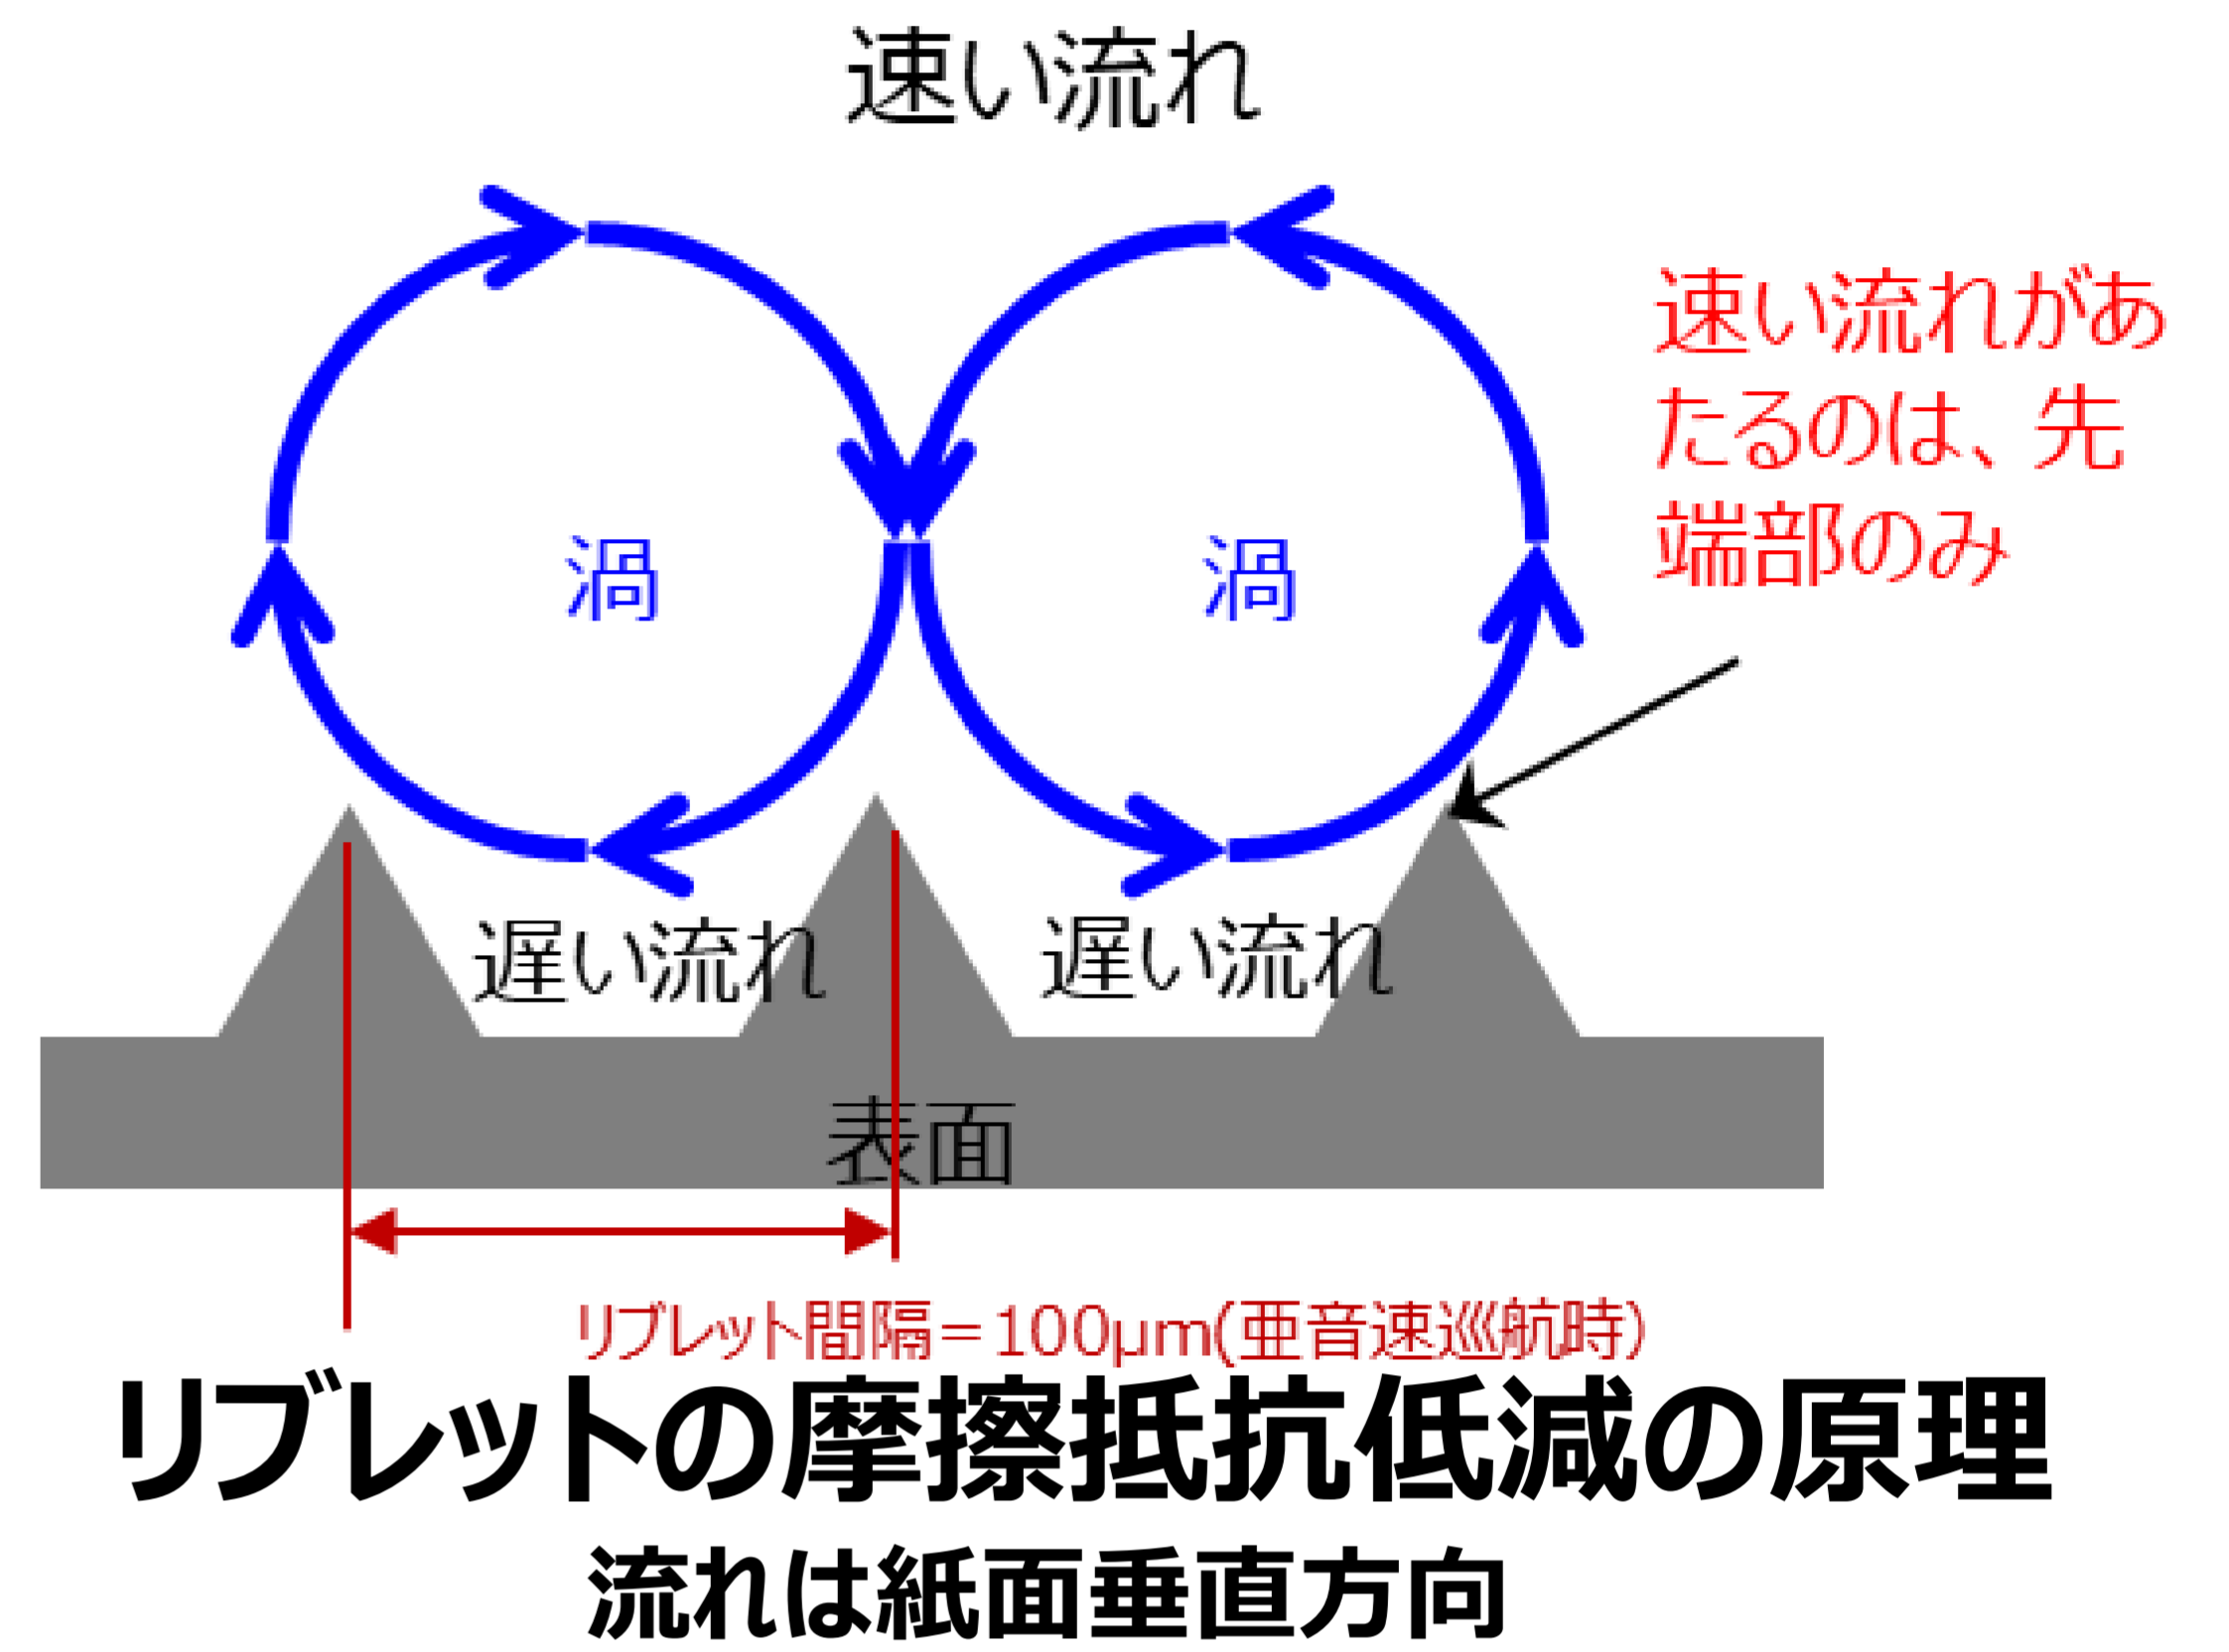 速い流れ
速い流れがあ
たるのは、先
端部のみ
渦
渦
遅い流れ
遅い流れ
表面
リブレット間隔=100μm(亜音速巡航時)
リブレットの摩擦抵抗低減の原理
流れは紙面垂直方向